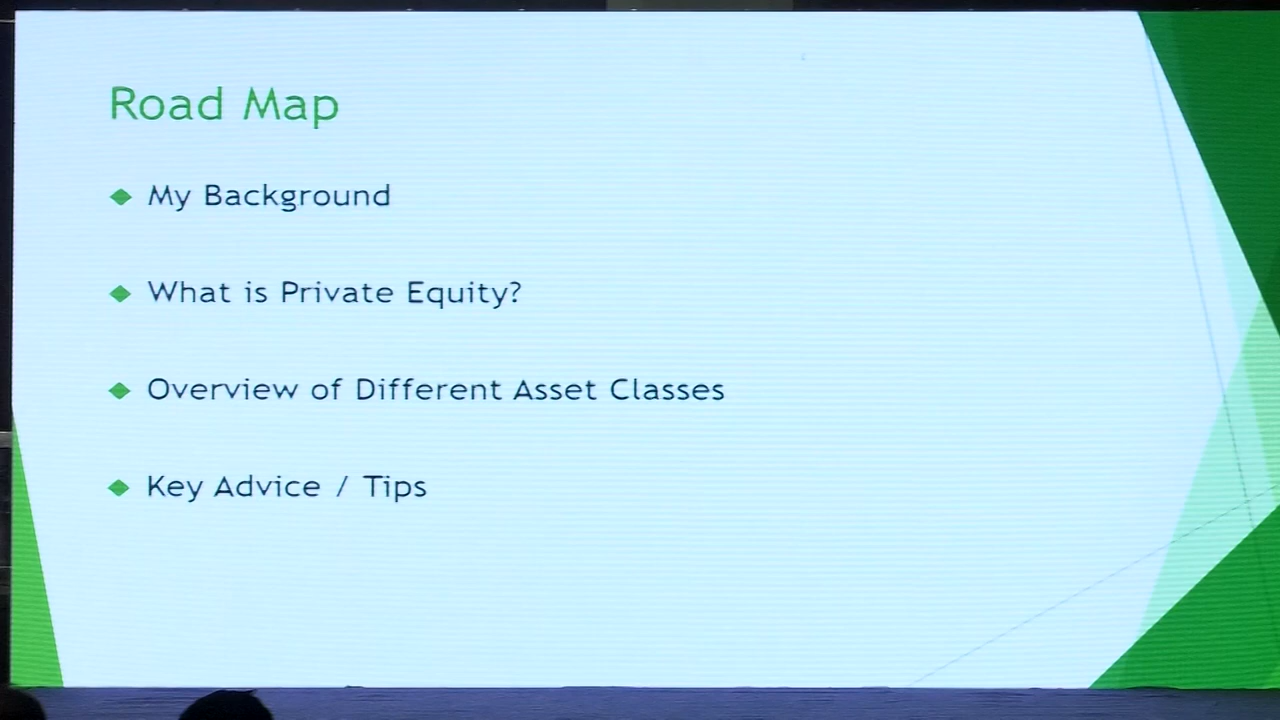 Road Map
My Background
What is Private Equity?
Overview of Different Asset Classes
Key Advice / Tips